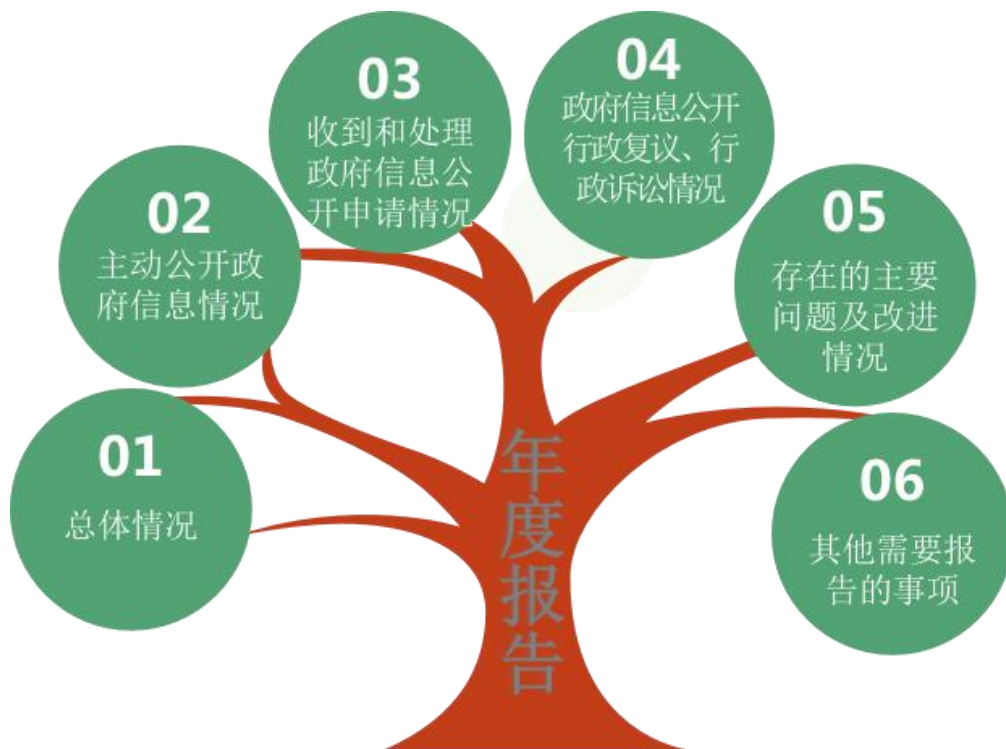 01
总体情况
02
主动公开政
府信息情况
03
收到和处理
政府信息公
开申请情况
04
政府信息公开
行政复议、行
政诉讼情况
05
存在的主要
问题及改进
情况
06
其他需要报
告的事项
年度报告